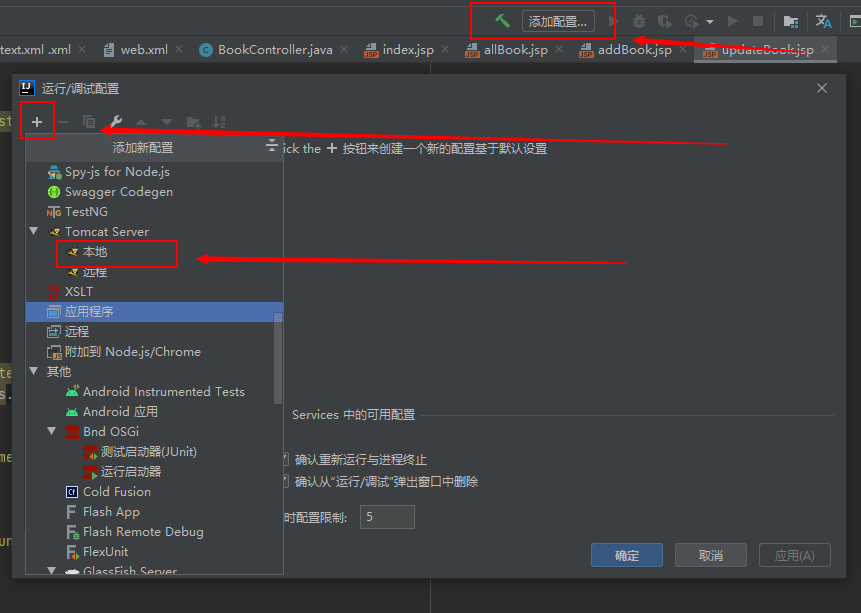 添加配置...
text.xml .xml
web.xml
BookController.java
index.jsp
allBook.jsp
addBook.jsp
updateBook.jsp
运行/调试配置
添加新配置
ick the + 按钮来创建一个新的配置基于默认设置
Spy-js for Node.js
Swagger Codegen
TestNG
Tomcat Server
本地
远程
XSLT
应用程序
远程
附加到 Node.js/Chrome
其他
Android Instrumented Tests
Android 应用
Bnd OSGi
测试启动器(JUnit)
运行启动器
Cold Fusion
Flash App
Flash Remote Debug
FlexUnit
GlassFish Server
Services 中的可用配置
确认重新运行与进程终止
确认从“运行/调试”弹出窗口中删除
时配置限制:
5
确定
取消
应用(A)